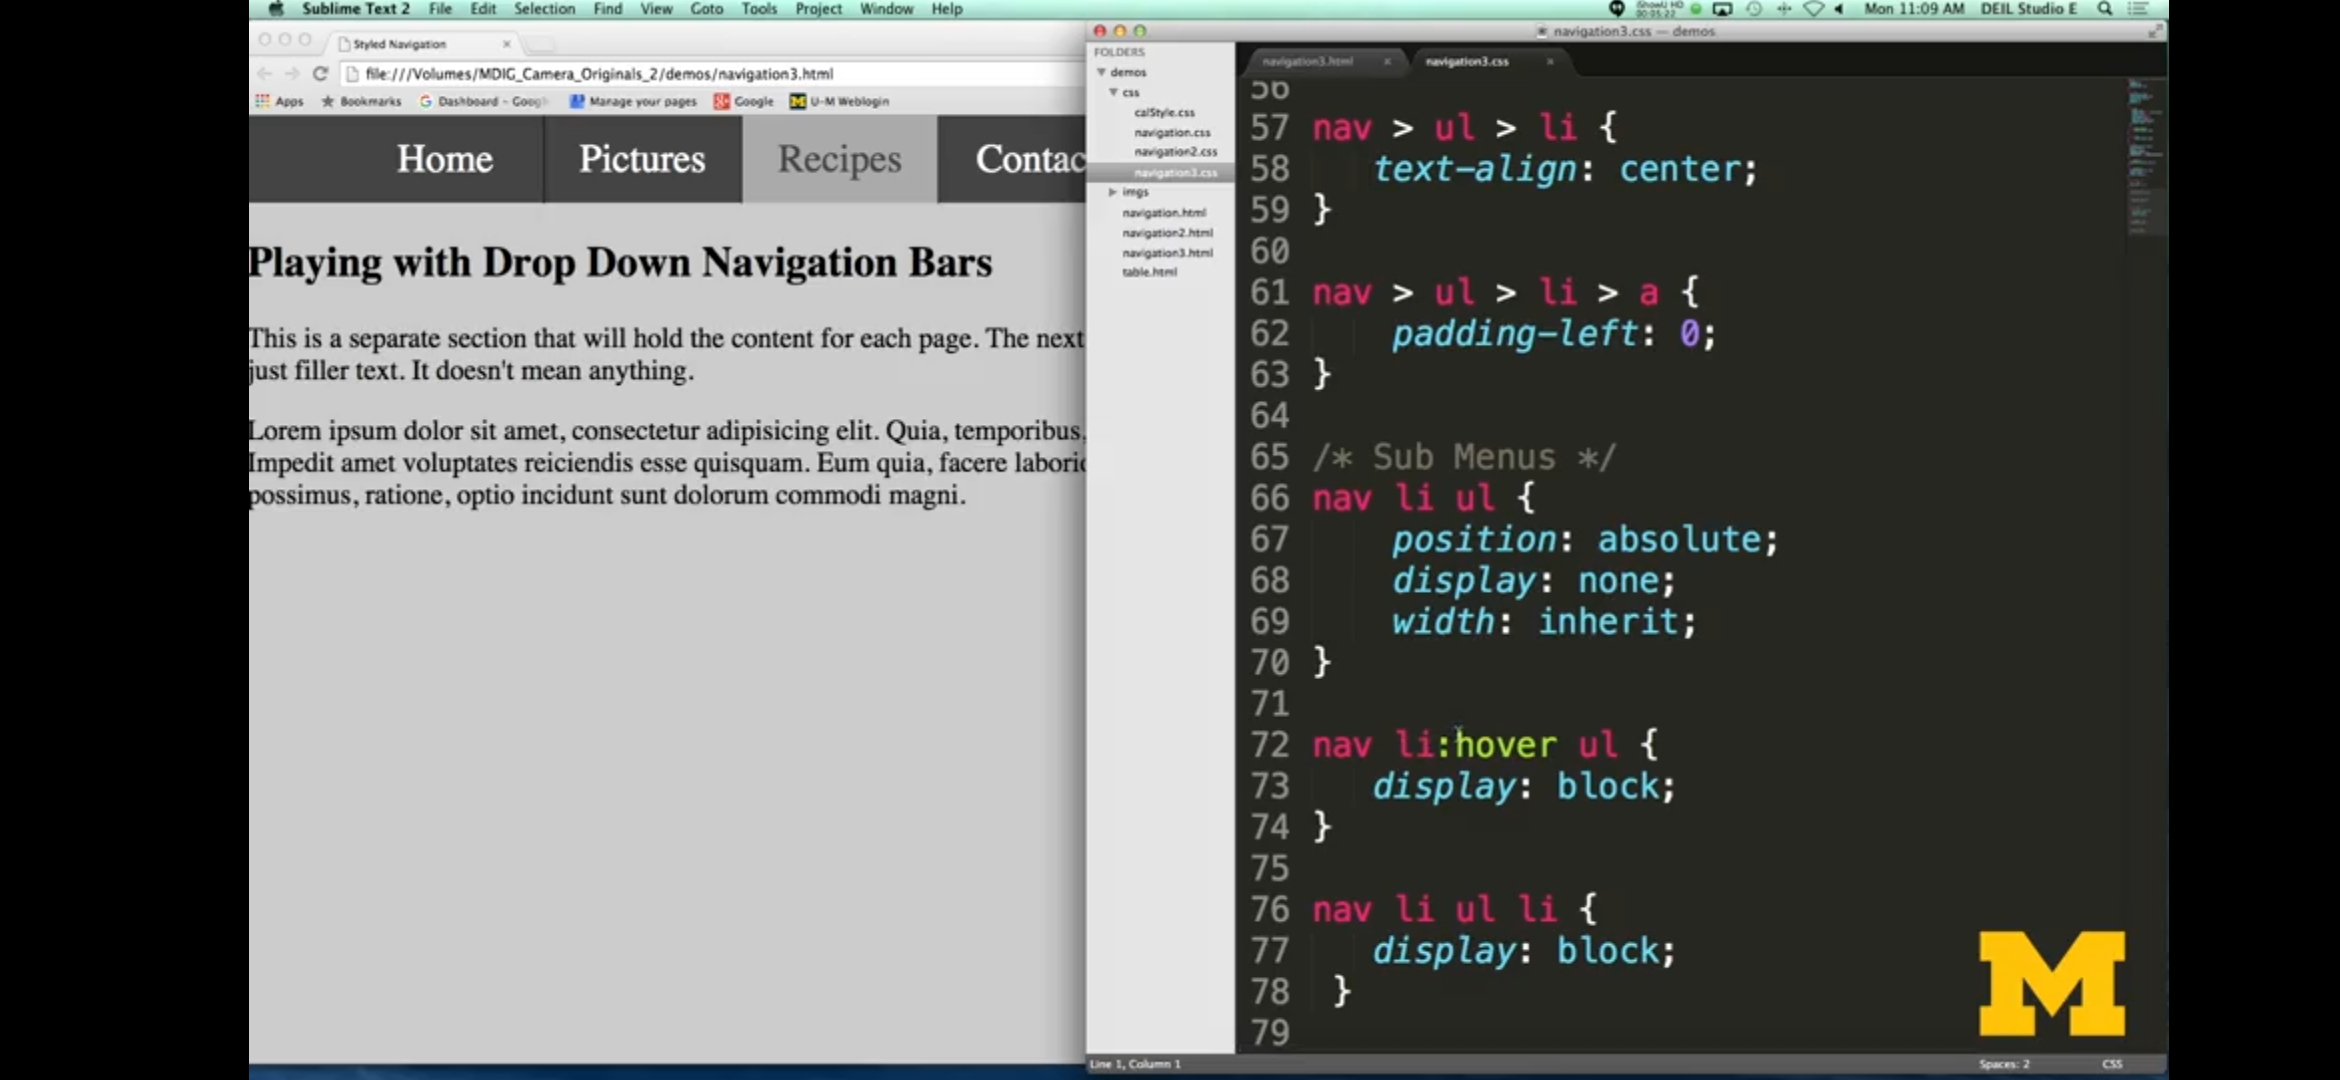 Sublime Text 2 File Edit Selection Find View Goto Tools Project Window Help
Mon 11:09 AM DEIL Studio E
Styled Navigation
file:///Volumes/MDIG_Camera_Originals_2/demos/navigation3.html
Apps Bookmarks Dashboard - Goog Manage your pages Google U-M Weblogin
Home Pictures Recipes Contac
Playing with Drop Down Navigation Bars
This is a separate section that will hold the content for each page. The next
just filler text. It doesn't mean anything.
Lorem ipsum dolor sit amet, consectetur adipisicing elit. Quia, temporibus,
Impedit amet voluptates reiciendis esse quisquam. Eum quia, facere laboric
possimus, ratione, optio incidunt sunt dolorum commodi magni.
navigation3.css — demos
FOLDERS
demos
css
calStyle.css
navigation.css
navigation2.css
navigation3.css
imgs
navigation.html
navigation2.html
navigation3.html
table.html
navigation3.html navigation3.css
56
57 nav > ul > li {
58 text-align: center;
59 }
60
61 nav > ul > li > a {
62 padding-left: 0;
63 }
64
65 /* Sub Menus */
66 nav li ul {
67 position: absolute;
68 display: none;
69 width: inherit;
70 }
71
72 nav li:hover ul {
73 display: block;
74 }
75
76 nav li ul li {
77 display: block;
78 }
79
M
Line 1, Column 1
Spaces: 2 CSS